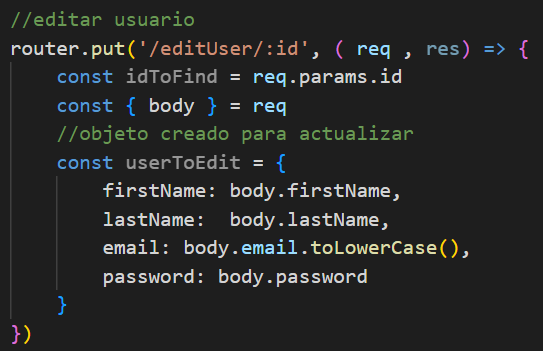 //editar usuario
router.put('/editUser/:id', ( req , res) => {
    const idToFind = req.params.id
    const { body } = req
    //objeto creado para actualizar
    const userToEdit = {
        firstName: body.firstName,
        lastName:  body.lastName,
        email: body.email.toLowerCase(),
        password: body.password
    }
})